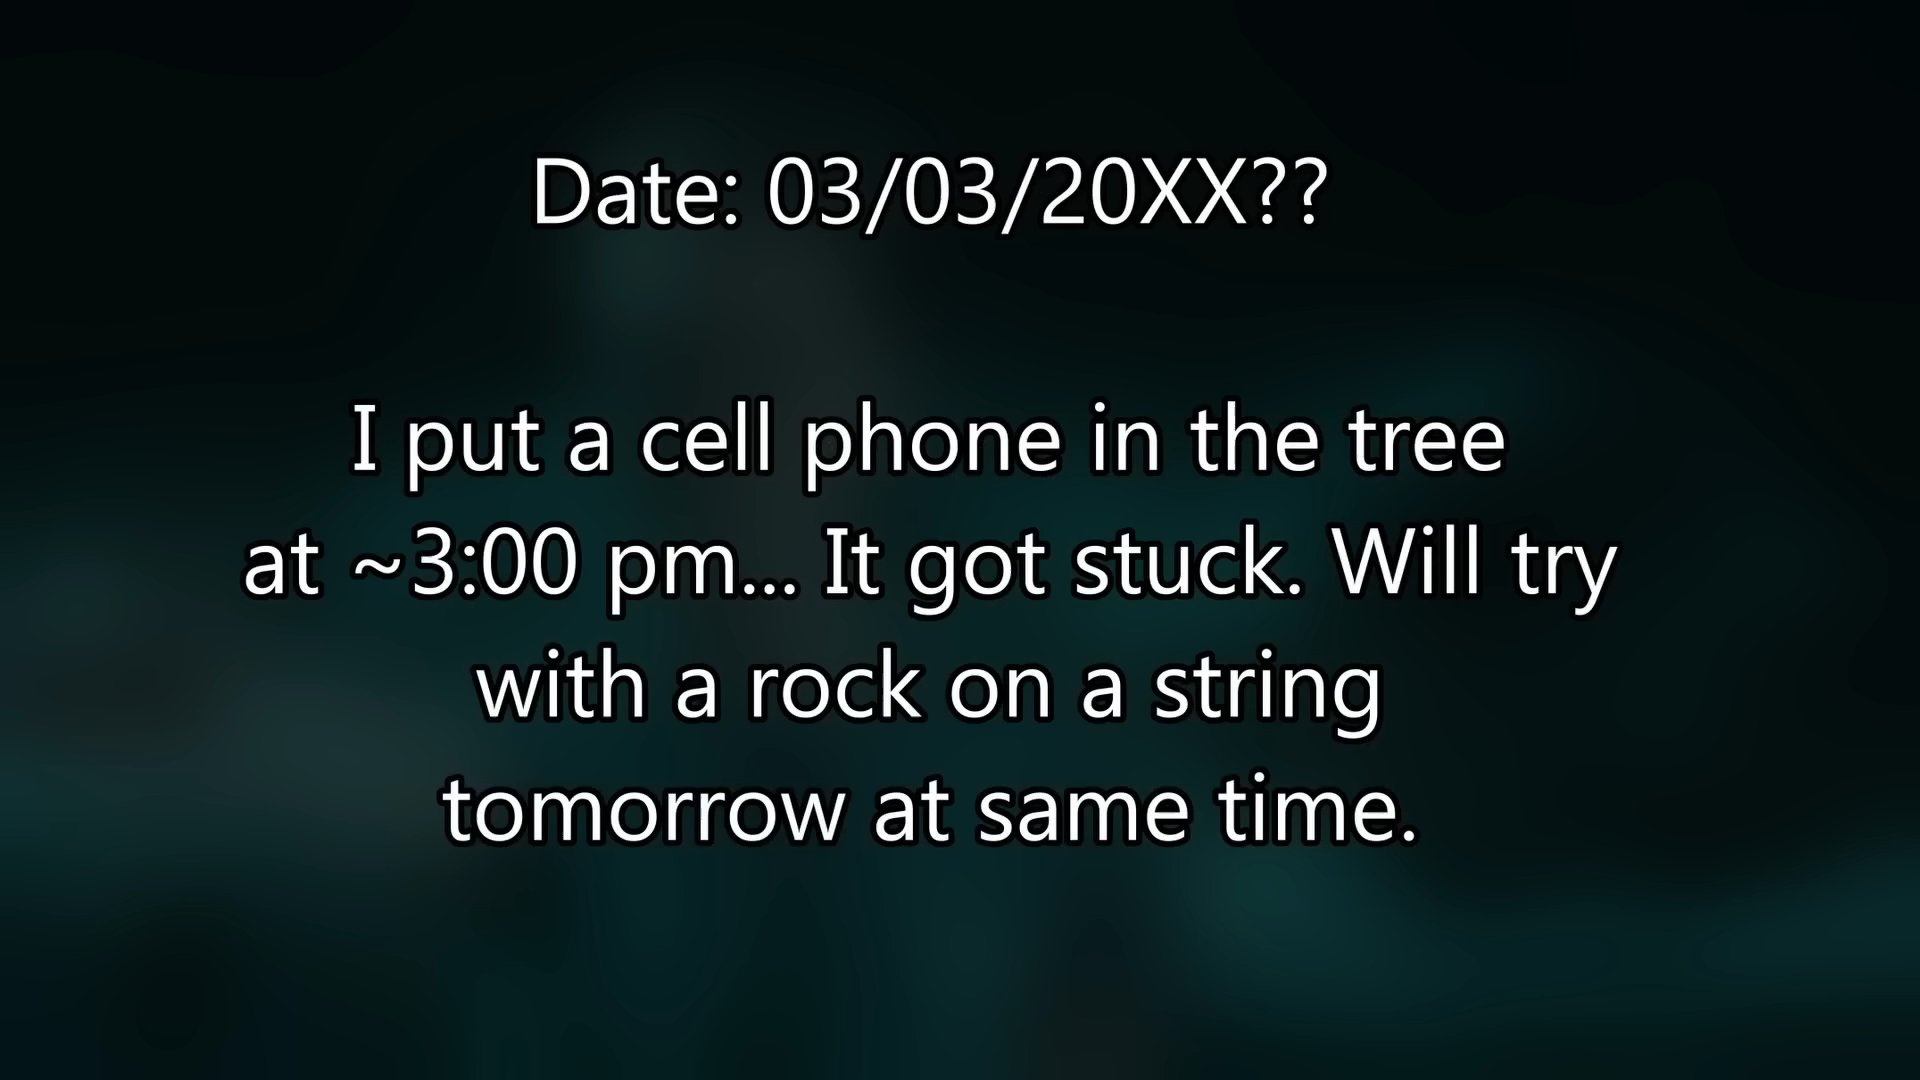 Date: 03/03/20XX??
I put a cell phone in the tree
at ~3:00 pm... It got stuck. Will try
with a rock on a string
tomorrow at same time.